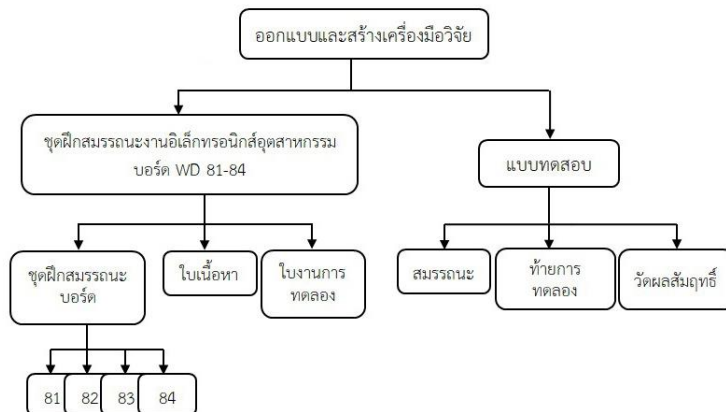 ออกแบบและสร้างเครื่องมือวิจัย
ชุดฝึกสมรรถนะงานอิเล็กทรอนิกส์อุตสาหกรรม
บอร์ด WD 81-84
แบบทดสอบ
ชุดฝึกสมรรถนะ
บอร์ด
ใบเนื้อหา
ใบงานการ
ทดลอง
สมรรถนะ
ท้ายการ
ทดลอง
วัดผลสัมฤทธิ์
81
82
83
84